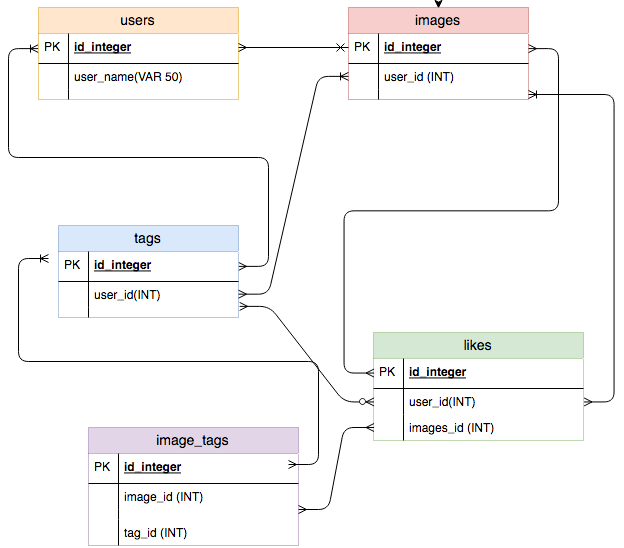 users
PK id_integer
user_name(VAR 50)
images
PK id_integer
user_id (INT)
tags
PK id_integer
user_id(INT)
likes
PK id_integer
user_id(INT)
images_id (INT)
image_tags
PK id_integer
image_id (INT)
tag_id (INT)